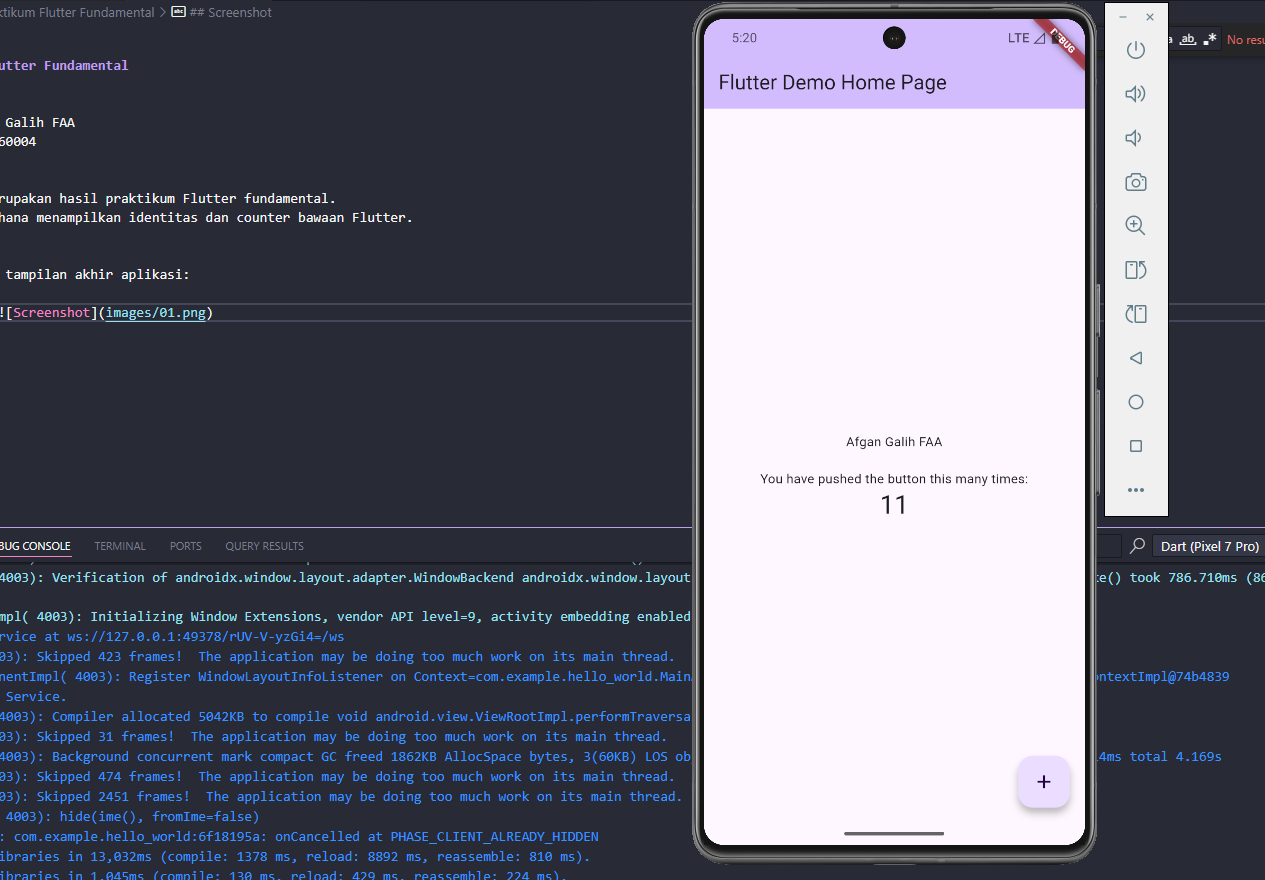 ktikum Flutter Fundamental > ## Screenshot
utter Fundamental
Galih FAA
60004
rupakan hasil praktikum Flutter fundamental.
hana menampilkan identitas dan counter bawaan Flutter.
tampilan akhir aplikasi:
![Screenshot](images/01.png)
5:20
LTE
DEBUG
Flutter Demo Home Page
Afgan Galih FAA
You have pushed the button this many times:
11
+
a ab, .* No resu
BUG CONSOLE TERMINAL PORTS QUERY RESULTS
Dart (Pixel 7 Pro)
4003): Verification of androidx.window.layout.adapter.WindowBackend androidx.window.layout
te() took 786.710ms (86
mpl( 4003): Initializing Window Extensions, vendor API level=9, activity embedding enabled
rvice at ws://127.0.0.1:49378/rUV-V-yzGi4=/ws
03): Skipped 423 frames!  The application may be doing too much work on its main thread.
nentImpl( 4003): Register WindowLayoutInfoListener on Context=com.example.hello_world.Main
ontextImpl@74b4839
Service.
4003): Compiler allocated 5042KB to compile void android.view.ViewRootImpl.performTraversa
03): Skipped 31 frames!  The application may be doing too much work on its main thread.
4003): Background concurrent mark compact GC freed 1862KB AllocSpace bytes, 3(60KB) LOS ob
4ms total 4.169s
03): Skipped 474 frames!  The application may be doing too much work on its main thread.
03): Skipped 2451 frames!  The application may be doing too much work on its main thread.
4003): hide(ime(), fromIme=false)
: com.example.hello_world:6f18195a: onCancelled at PHASE_CLIENT_ALREADY_HIDDEN
ibraries in 13,032ms (compile: 1378 ms, reload: 8892 ms, reassemble: 810 ms).
ibraries in 1,045ms (compile: 130 ms, reload: 429 ms, reassemble: 224 ms).